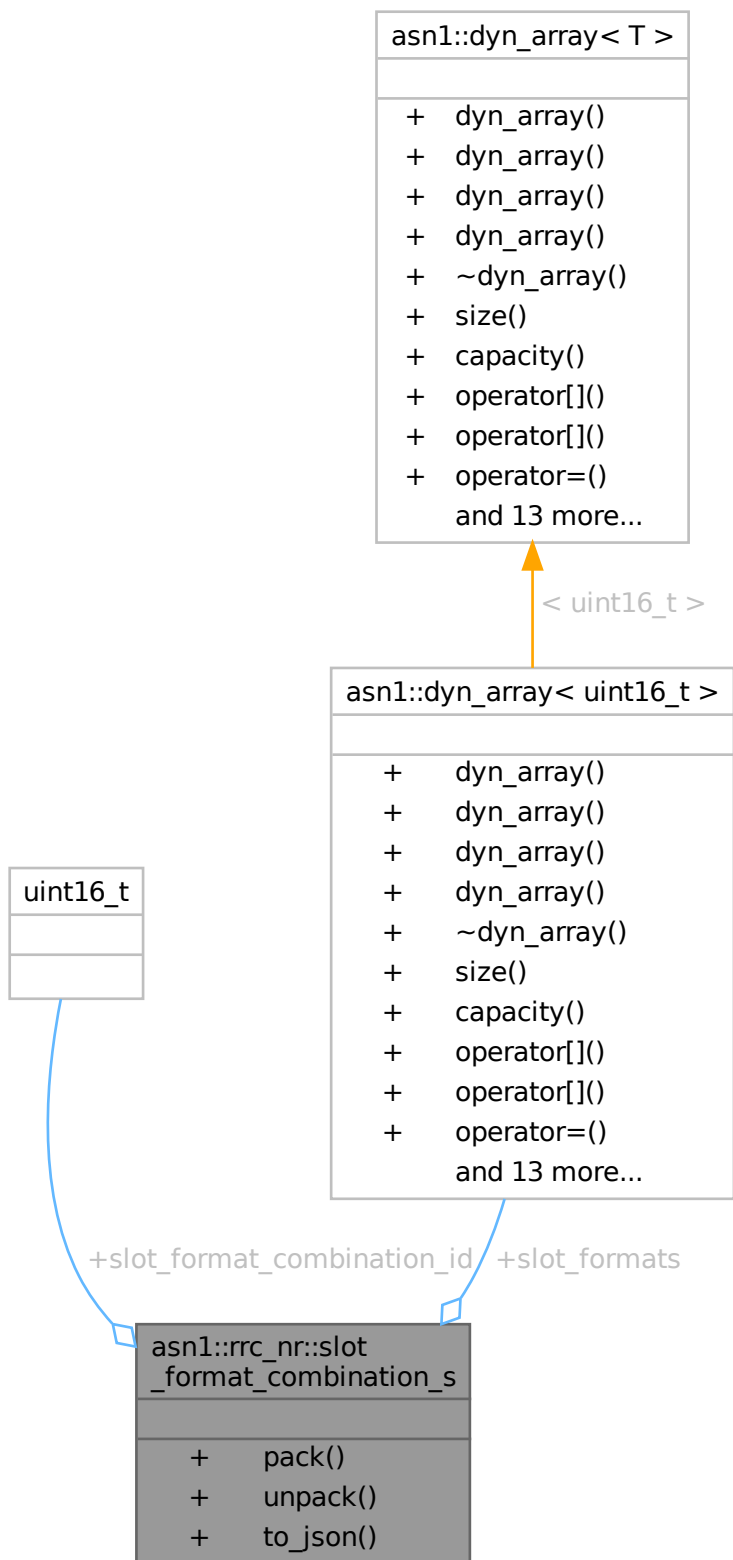 asn1::dyn_array< T >
+ dyn_array()
+ dyn_array()
+ dyn_array()
+ dyn_array()
+ ~dyn_array()
+ size()
+ capacity()
+ operator[]()
+ operator[]()
+ operator=()
and 13 more...
< uint16_t >
asn1::dyn_array< uint16_t >
+ dyn_array()
+ dyn_array()
+ dyn_array()
+ dyn_array()
+ ~dyn_array()
+ size()
+ capacity()
+ operator[]()
+ operator[]()
+ operator=()
and 13 more...
uint16_t
+slot_format_combination_id
+slot_formats
asn1::rrc_nr::slot
_format_combination_s
+ pack()
+ unpack()
+ to_json()